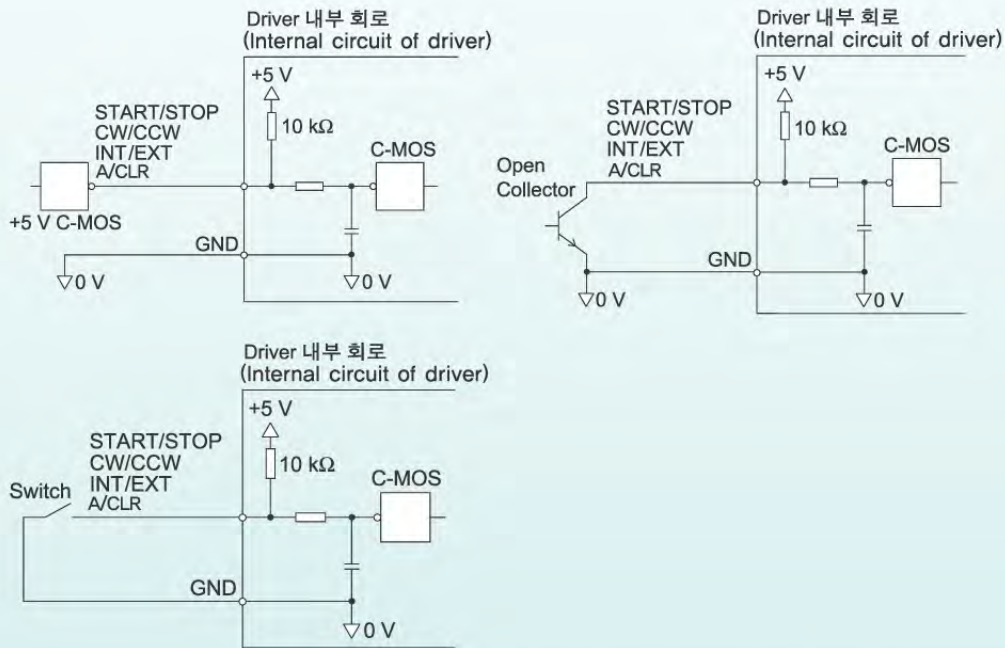 Driver 내부 회로
(Internal circuit of driver)
+5 V
START/STOP
CW/CCW
INT/EXT
A/CLR
10 kΩ
C-MOS
+5 V C-MOS
GND
0 V
0 V
Driver 내부 회로
(Internal circuit of driver)
+5 V
START/STOP
CW/CCW
INT/EXT
A/CLR
10 kΩ
C-MOS
Open
Collector
GND
0 V
0 V
Driver 내부 회로
(Internal circuit of driver)
+5 V
START/STOP
CW/CCW
INT/EXT
A/CLR
10 kΩ
C-MOS
Switch
GND
0 V